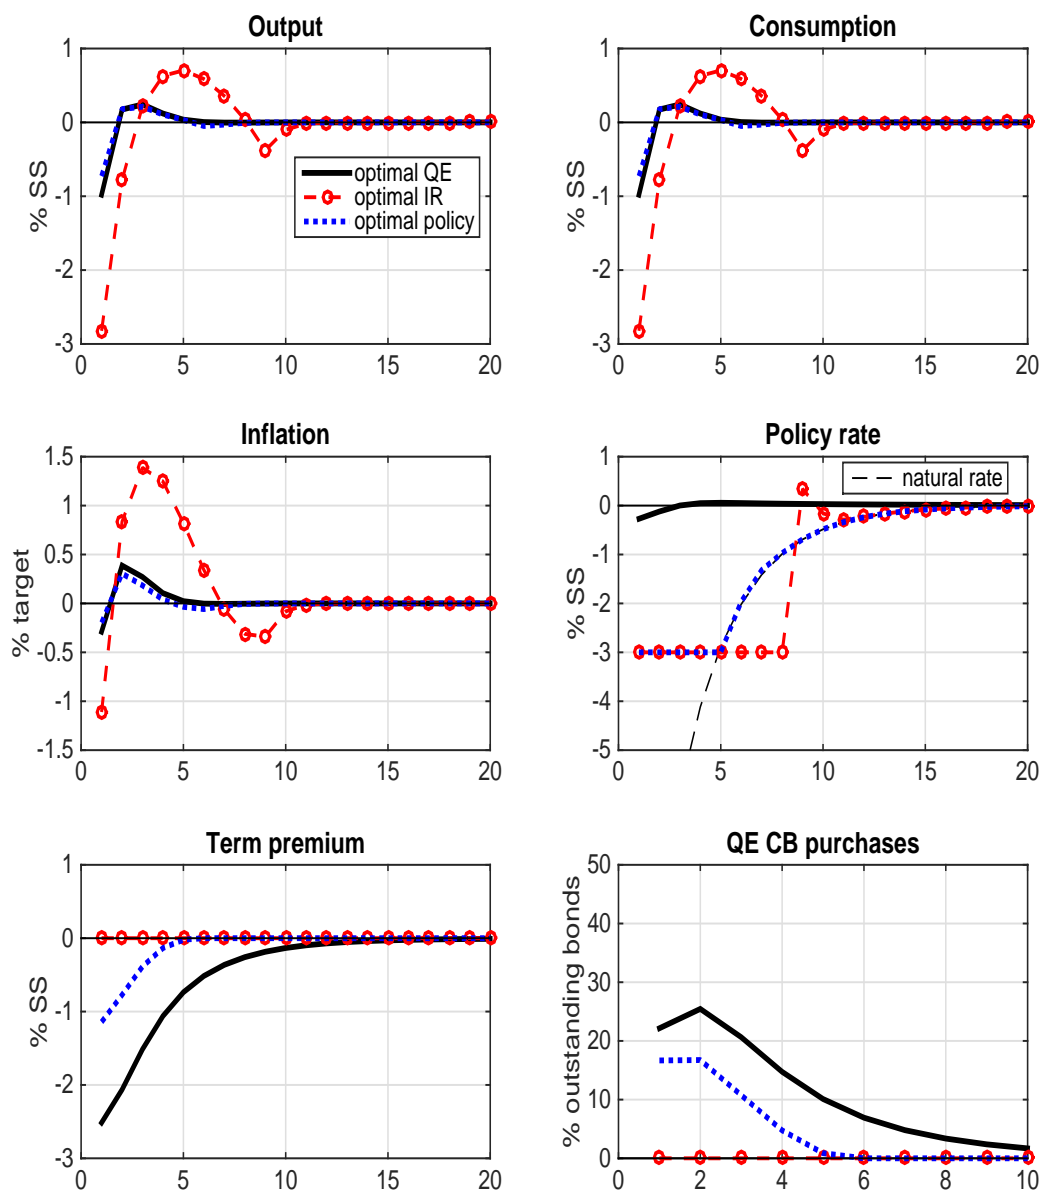 Output
Consumption
1
0
-1
-2
-3
% SS
optimal QE
optimal IR
optimal policy
0 5 10 15 20
1
0
-1
-2
-3
% SS
0 5 10 15 20
Inflation
Policy rate
1.5
1
0.5
0
-0.5
-1
-1.5
% target
0 5 10 15 20
1
0
-1
-2
-3
-4
-5
% SS
natural rate
0 5 10 15 20
Term premium
QE CB purchases
1
0
-1
-2
-3
% SS
0 5 10 15 20
50
40
30
20
10
0
% outstanding bonds
0 2 4 6 8 10